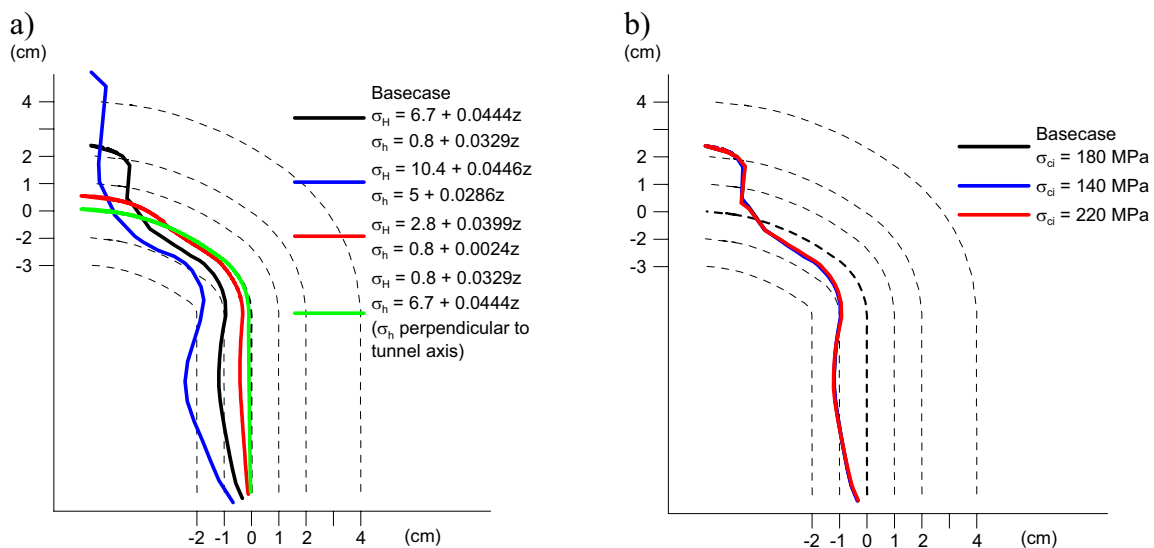 a)
(cm)
4
2
1
0
-2
-3
-2 -1 0 1 2 4 (cm)
Basecase
σH = 6.7 + 0.0444z
σh = 0.8 + 0.0329z
σH = 10.4 + 0.0446z
σh = 5 + 0.0286z
σH = 2.8 + 0.0399z
σh = 0.8 + 0.0024z
σH = 0.8 + 0.0329z
σh = 6.7 + 0.0444z
(σh perpendicular to
tunnel axis)
b)
(cm)
4
2
1
0
-2
-3
-2 -1 0 1 2 4 (cm)
Basecase
σci = 180 MPa
σci = 140 MPa
σci = 220 MPa